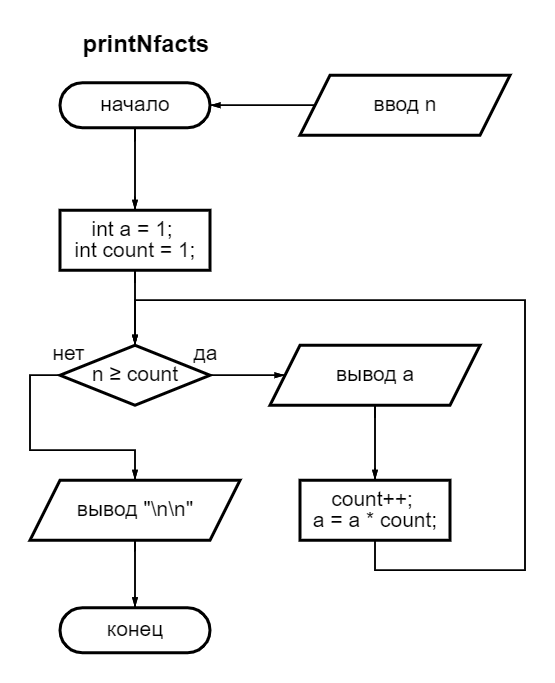 printNfacts
начало
ввод n
int a = 1;
int count = 1;
нет
да
n ≥ count
вывод a
count++;
a = a * count;
вывод "\n\n"
конец